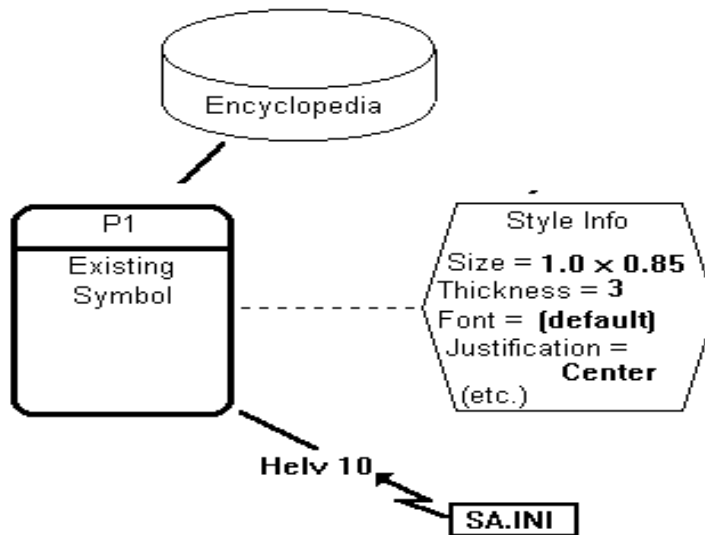 Encyclopedia
P1
Existing
Symbol
Style Info
Size = 1.0 x 0.85
Thickness = 3
Font = (default)
Justification =
Center
(etc.)
Helv 10
SA.INI